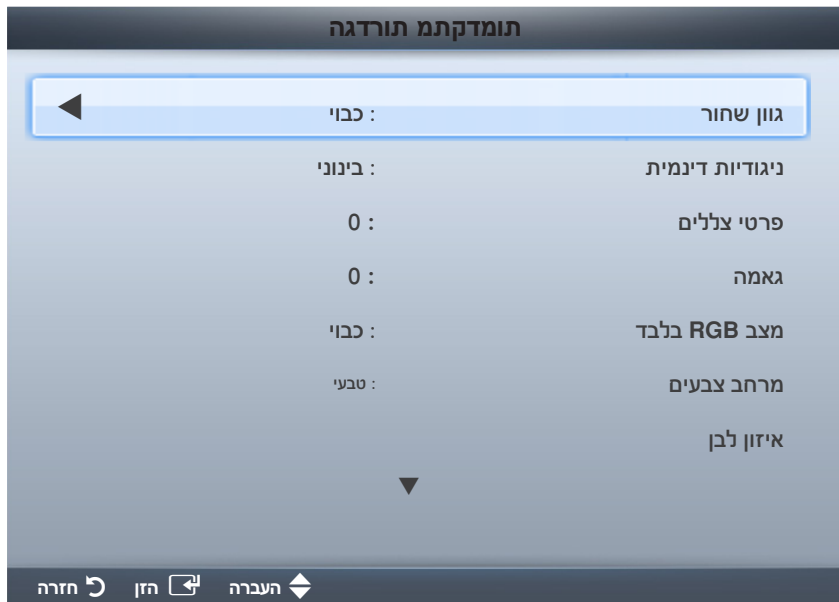 תומדקתמ תורדגה
גוון שחור : כבוי
ניגודיות דינמית : בינוני
פרטי צללים : 0
גאמה : 0
מצב RGB בלבד : כבוי
מרחב צבעים : טבעי
איזון לבן
העברה הזן חזרה